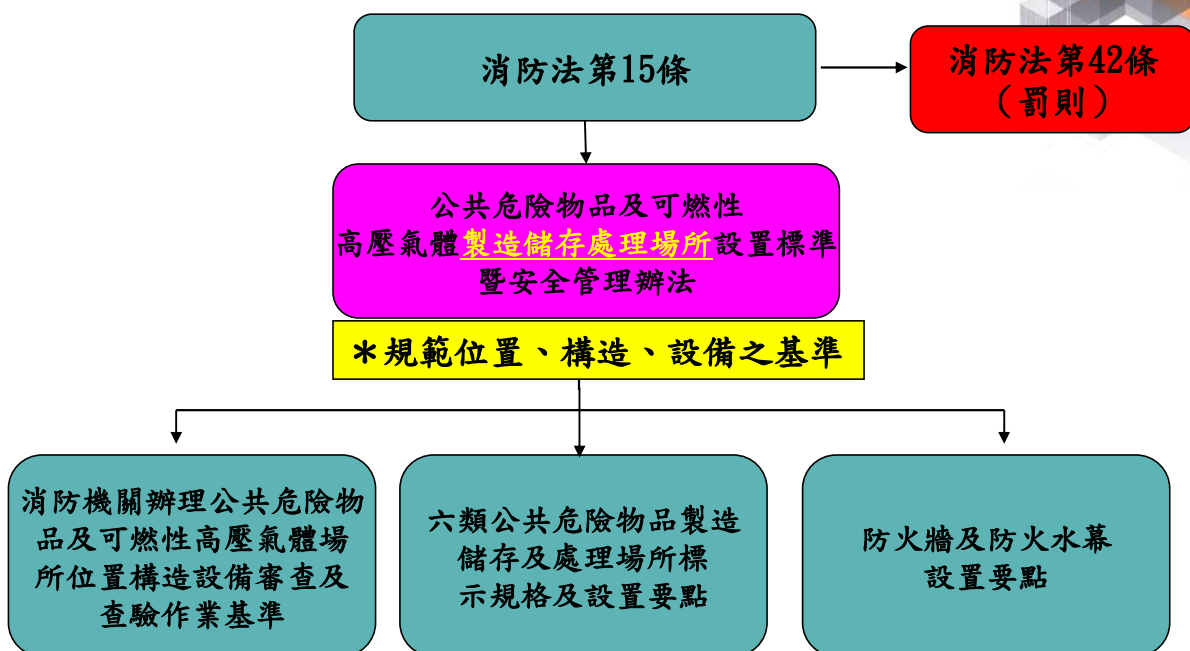 消防法第15條
消防法第42條
（罰則）
公共危險物品及可燃性
高壓氣體製造儲存處理場所設置標準
暨安全管理辦法
＊規範位置、構造、設備之基準
消防機關辦理公共危險物
品及可燃性高壓氣體場
所位置構造設備審查及
查驗作業基準
六類公共危險物品製造
儲存及處理場所標
示規格及設置要點
防火牆及防火水幕
設置要點